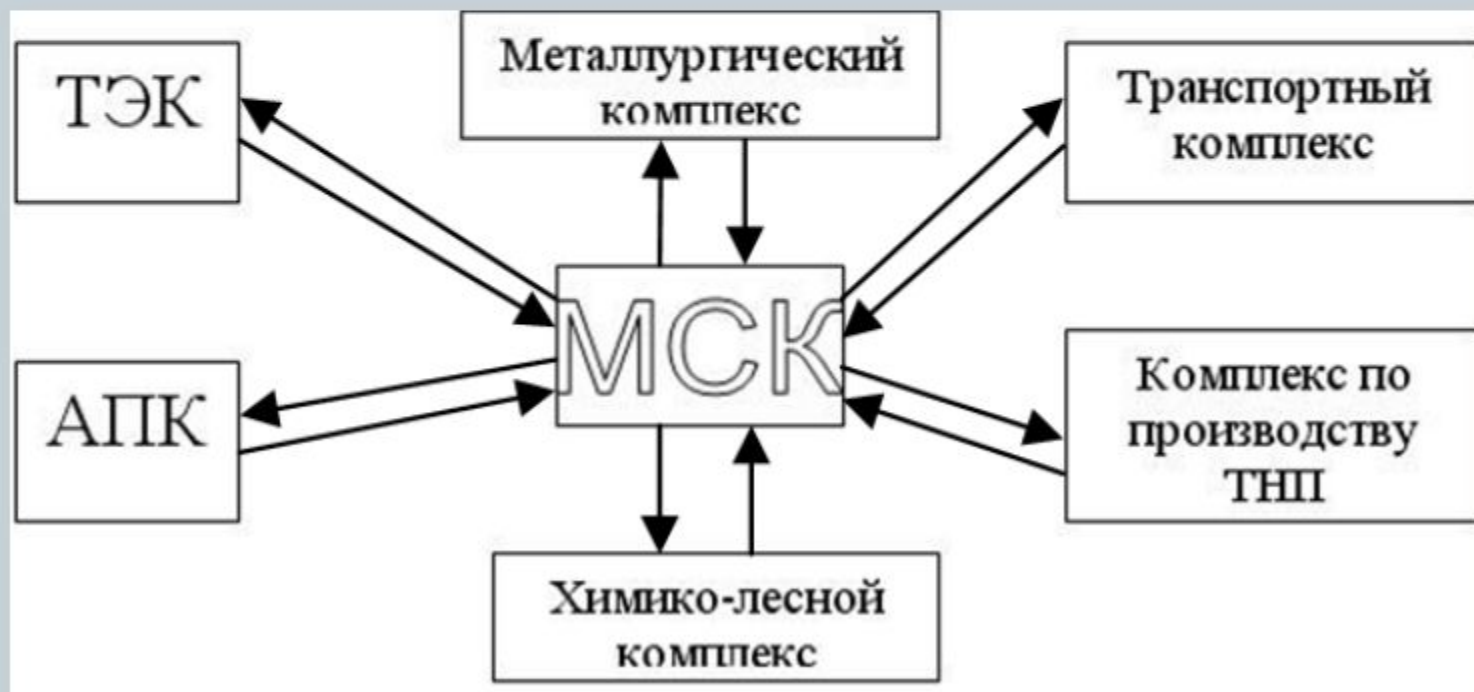 ТЭК
Металлургический
комплекс
Транспортный
комплекс
МСК
АПК
Комплекс по
производству
ТНП
Химико-лесной
комплекс